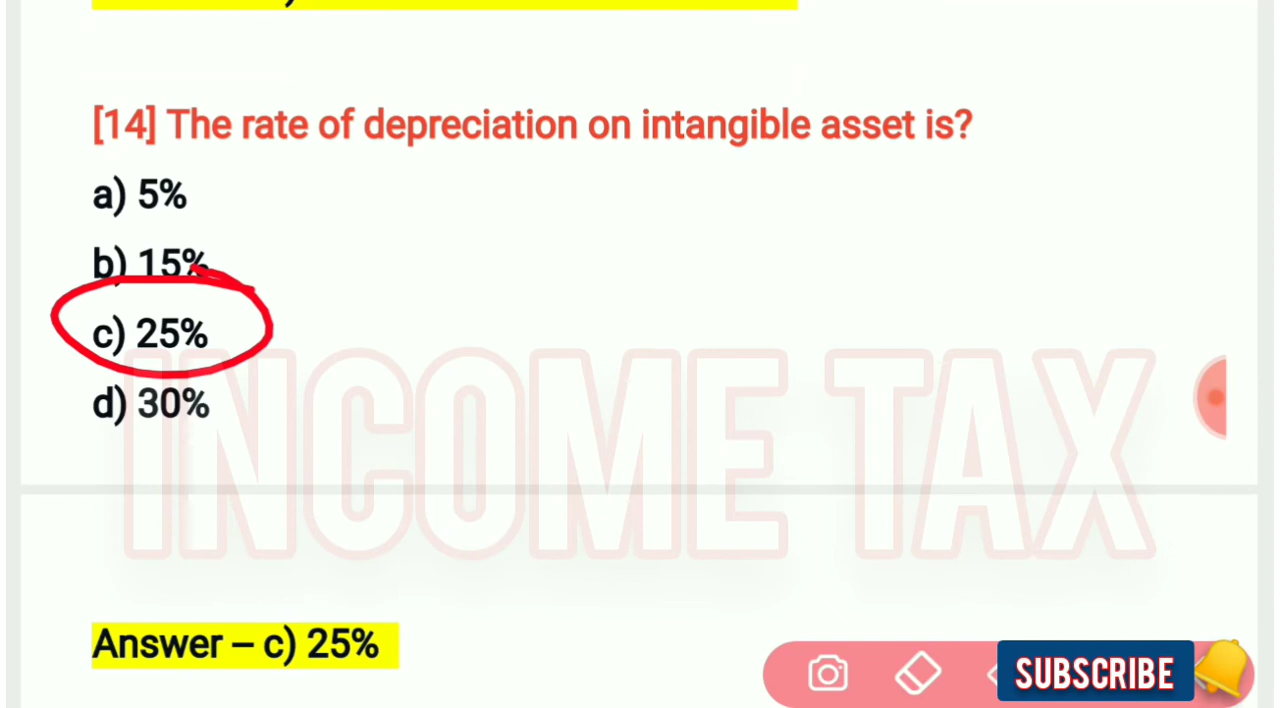 [14] The rate of depreciation on intangible asset is?
a) 5%
b) 15%
c) 25%
d) 30%
INCOME TAX
Answer – c) 25%
SUBSCRIBE